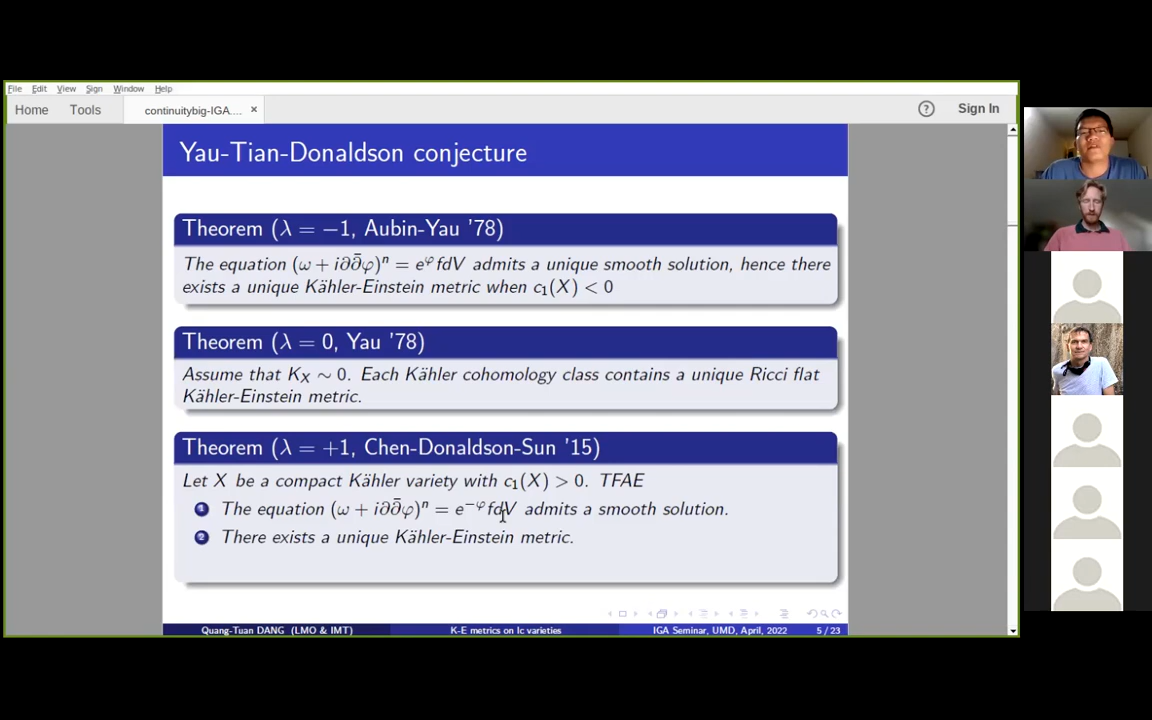 File Edit View Sign Window Help
Home Tools continuitybig-IGA.... × ? Sign In
Yau-Tian-Donaldson conjecture
Theorem (λ = −1, Aubin-Yau '78)
The equation (ω + i∂∂̄φ)ⁿ = e^φ fdV admits a unique smooth solution, hence there
exists a unique Kähler-Einstein metric when c₁(X) < 0
Theorem (λ = 0, Yau '78)
Assume that K_X ∼ 0. Each Kähler cohomology class contains a unique Ricci flat
Kähler-Einstein metric.
Theorem (λ = +1, Chen-Donaldson-Sun '15)
Let X be a compact Kähler variety with c₁(X) > 0. TFAE
1 The equation (ω + i∂∂̄φ)ⁿ = e^−φ fdV admits a smooth solution.
2 There exists a unique Kähler-Einstein metric.
Quang-Tuan DANG (LMO & IMT) K-E metrics on lc varieties IGA Seminar, UMD, April, 2022 5 / 23